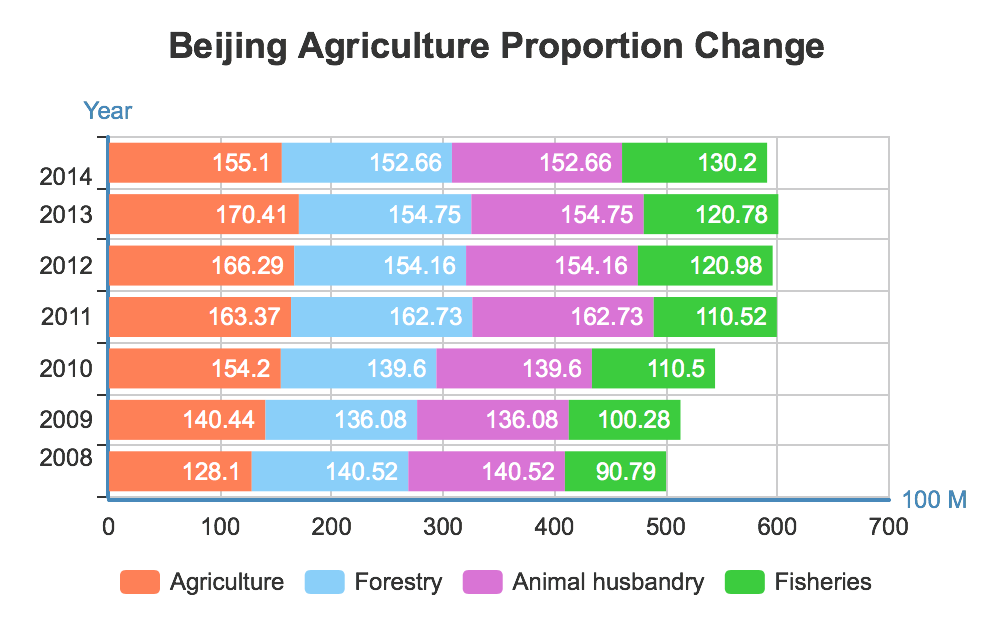 Beijing Agriculture Proportion Change
Year
2014 155.1 152.66 152.66 130.2
2013 170.41 154.75 154.75 120.78
2012 166.29 154.16 154.16 120.98
2011 163.37 162.73 162.73 110.52
2010 154.2 139.6 139.6 110.5
2009 140.44 136.08 136.08 100.28
2008 128.1 140.52 140.52 90.79
100 M
0 100 200 300 400 500 600 700
Agriculture Forestry Animal husbandry Fisheries